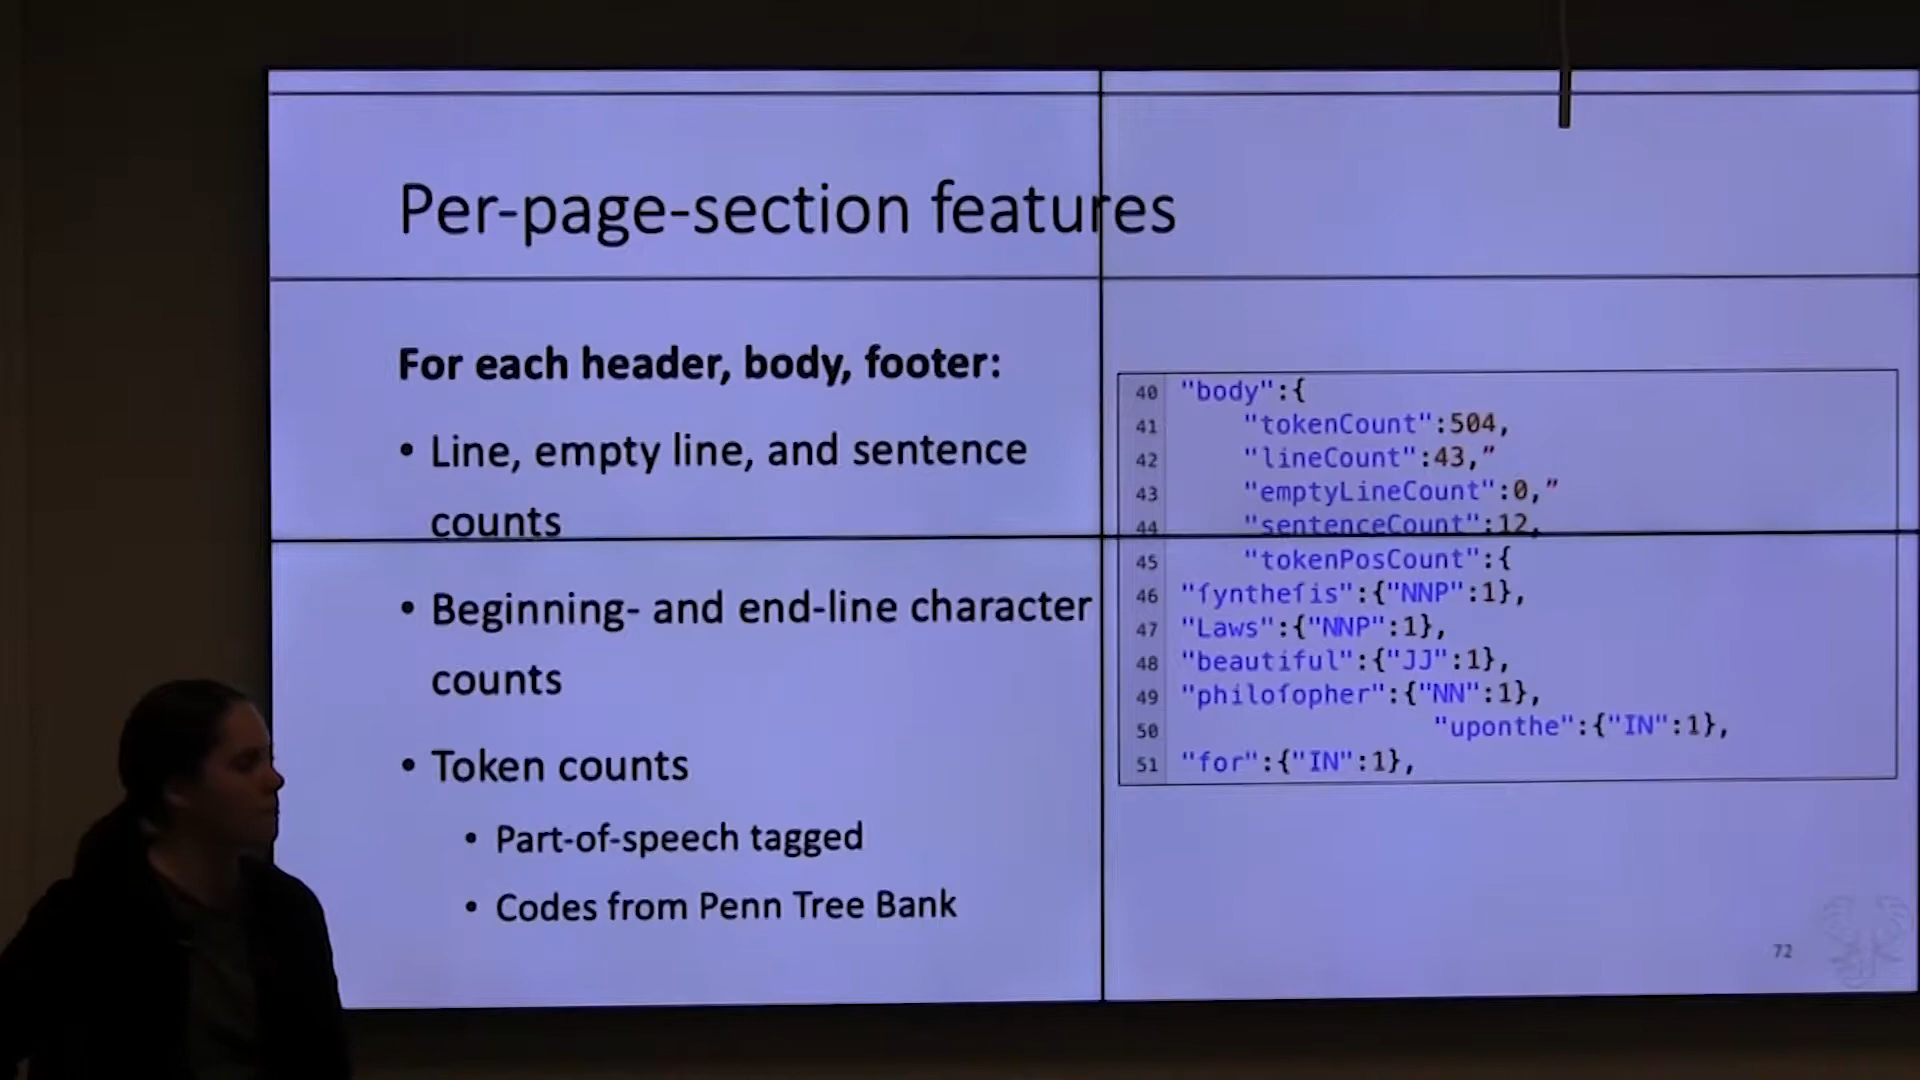 Per-page-section features
For each header, body, footer:
• Line, empty line, and sentence
counts
• Beginning- and end-line character
counts
• Token counts
• Part-of-speech tagged
• Codes from Penn Tree Bank
40 "body":{
41 "tokenCount":504,
42 "lineCount":43,”
43 "emptyLineCount":0,”
44 "sentenceCount":12,
45 "tokenPosCount":{
46 "ſyntheſis":{"NNP":1},
47 "Laws":{"NNP":1},
48 "beautiful":{"JJ":1},
49 "philoſopher":{"NN":1},
50 "uponthe":{"IN":1},
51 "for":{"IN":1},
72